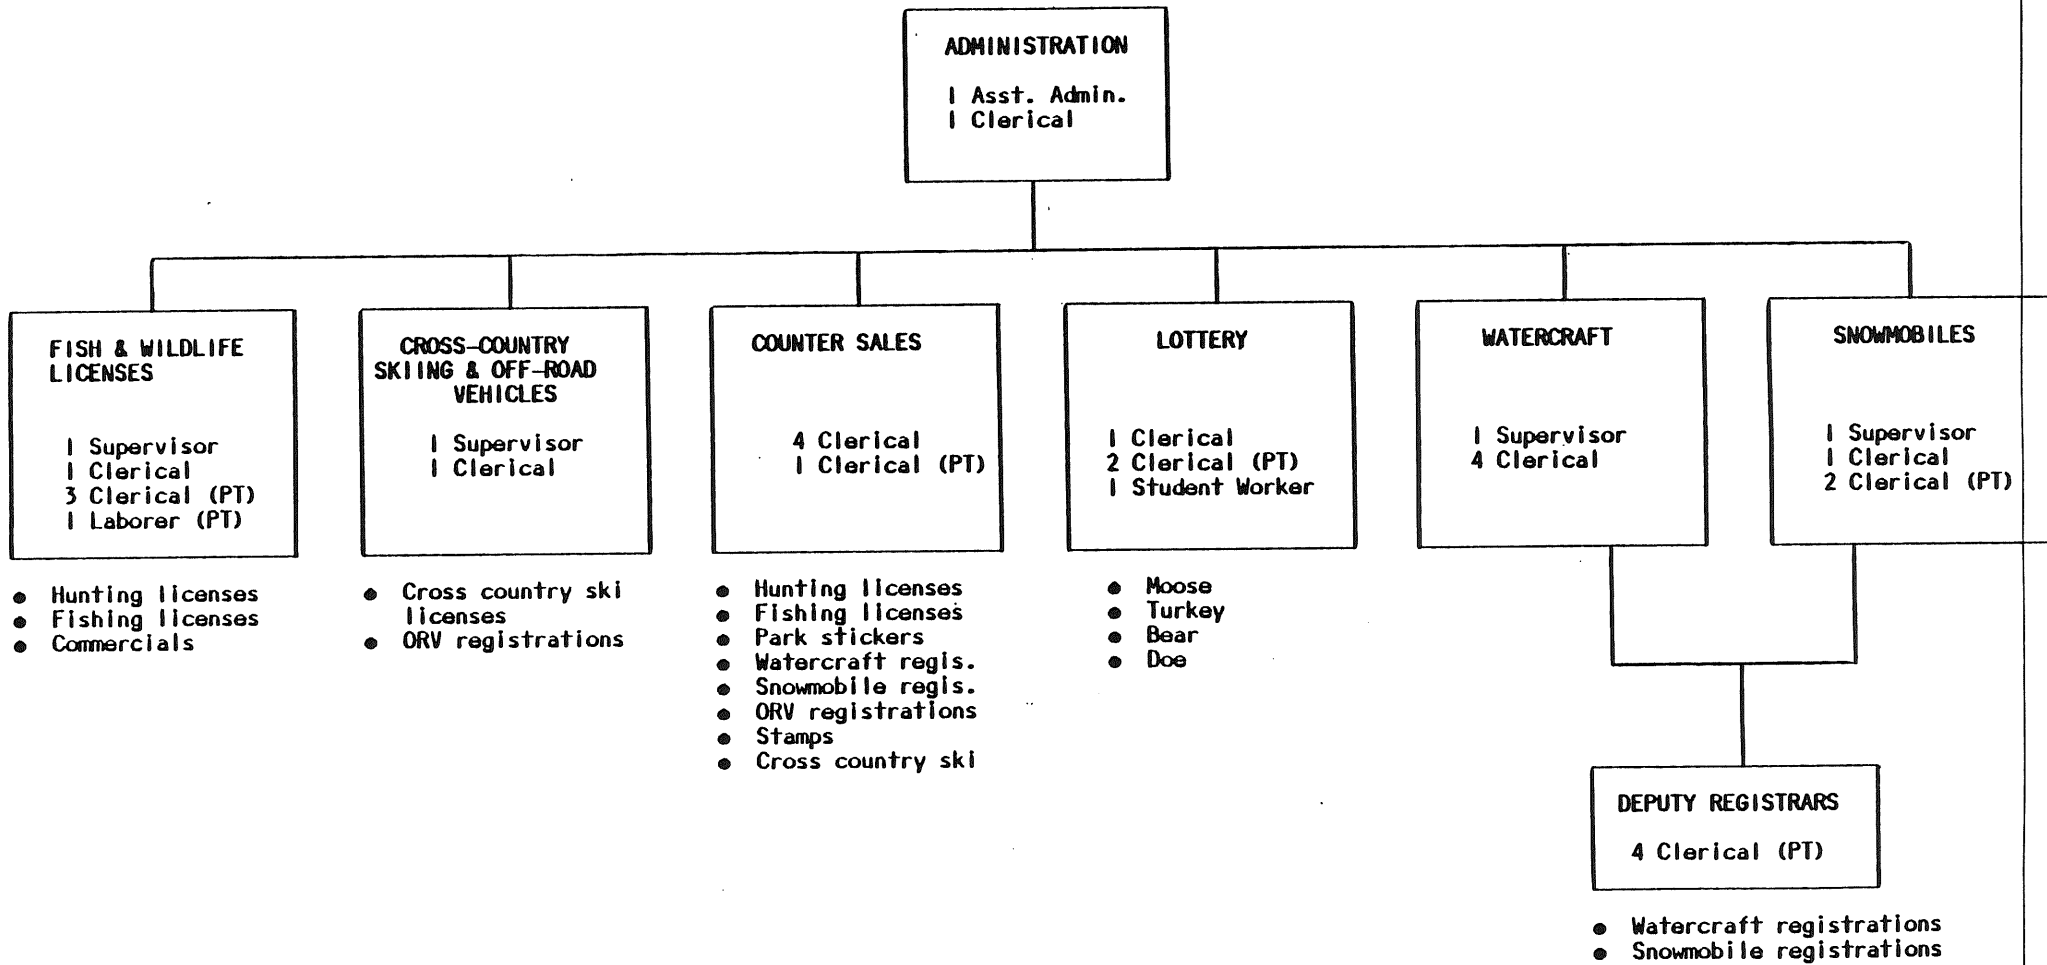 ADMINISTRATION
1 Asst. Admin.
1 Clerical
FISH & WILDLIFE
LICENSES
1 Supervisor
1 Clerical
3 Clerical (PT)
1 Laborer (PT)
● Hunting licenses
● Fishing licenses
● Commercials
CROSS-COUNTRY
SKIING & OFF-ROAD
VEHICLES
1 Supervisor
1 Clerical
● Cross country ski
licenses
● ORV registrations
COUNTER SALES
4 Clerical
1 Clerical (PT)
● Hunting licenses
● Fishing licenses
● Park stickers
● Watercraft regis.
● Snowmobile regis.
● ORV registrations
● Stamps
● Cross country ski
LOTTERY
1 Clerical
2 Clerical (PT)
1 Student Worker
● Moose
● Turkey
● Bear
● Doe
WATERCRAFT
1 Supervisor
4 Clerical
SNOWMOBILES
1 Supervisor
1 Clerical
2 Clerical (PT)
DEPUTY REGISTRARS
4 Clerical (PT)
● Watercraft registrations
● Snowmobile registrations